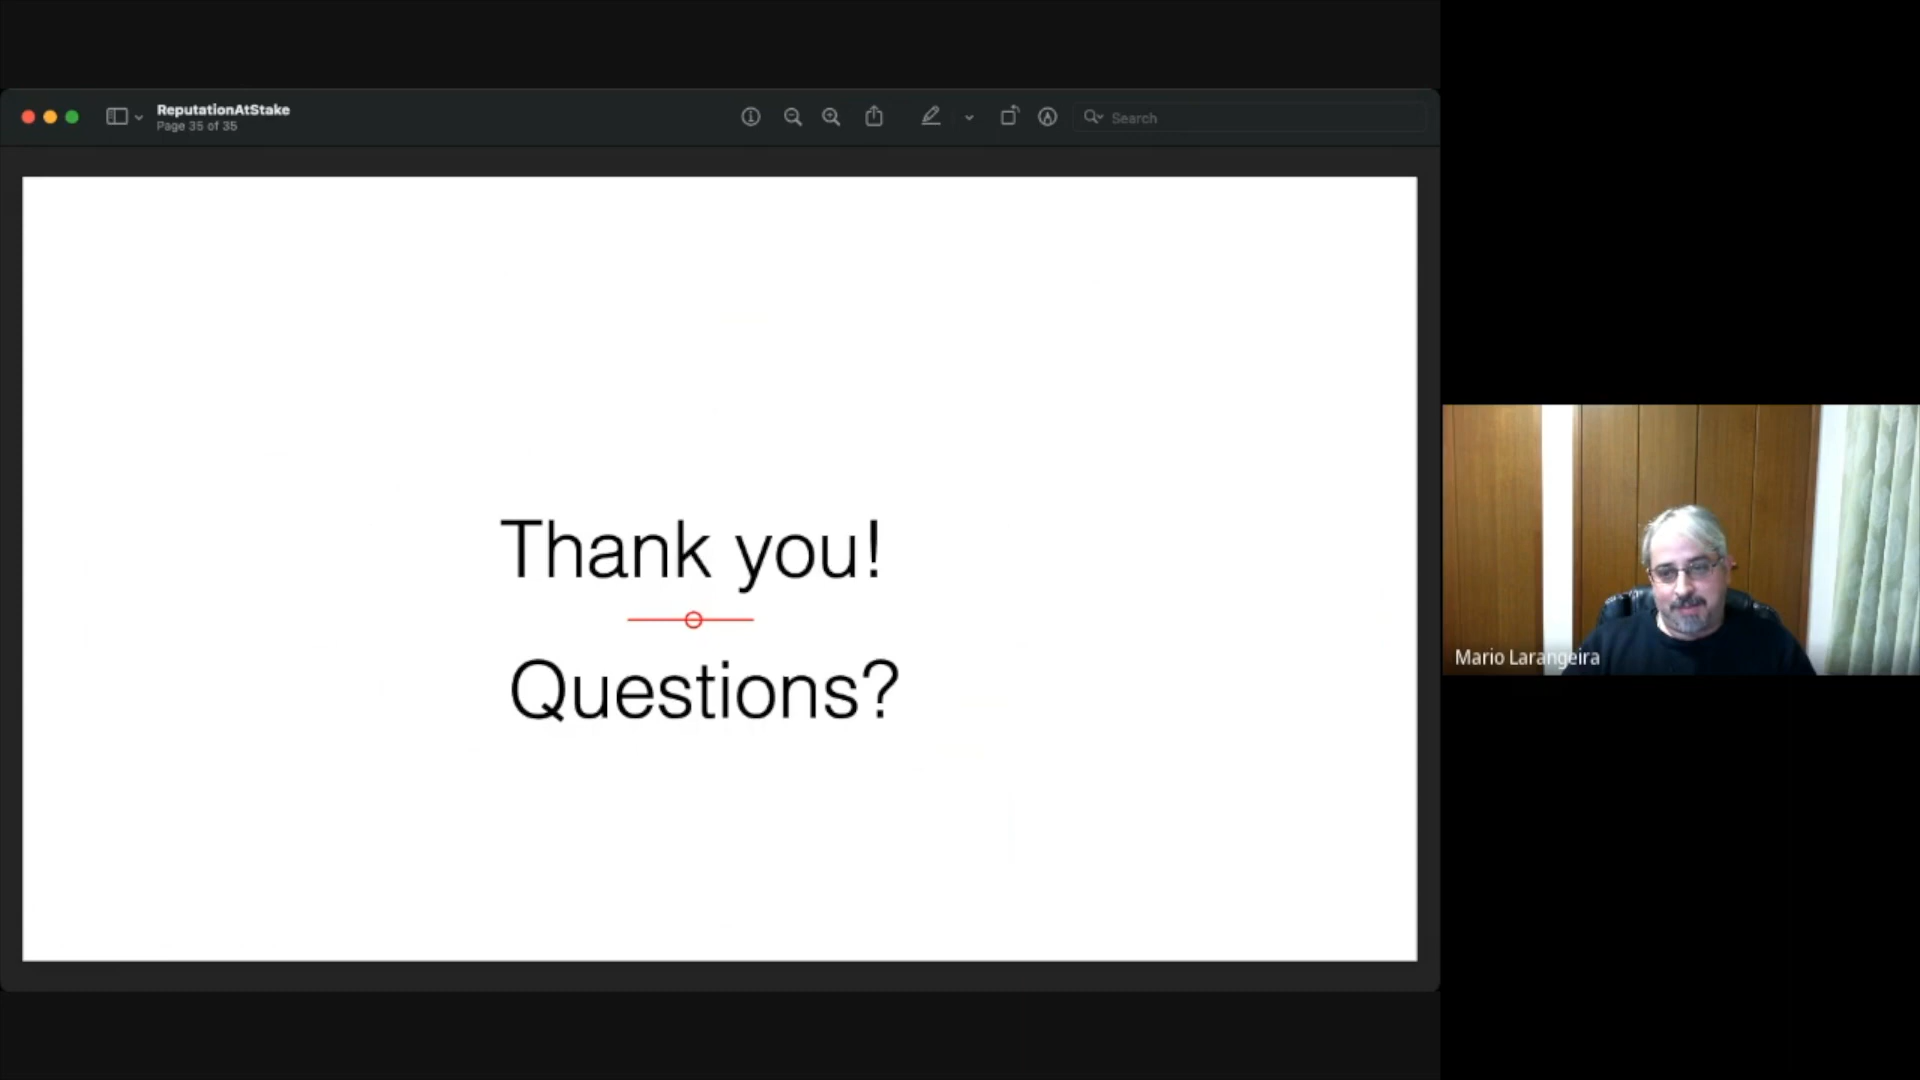 ReputationAtStake
Page 35 of 35
Search
Thank you!
Questions?
Mario Larangeira